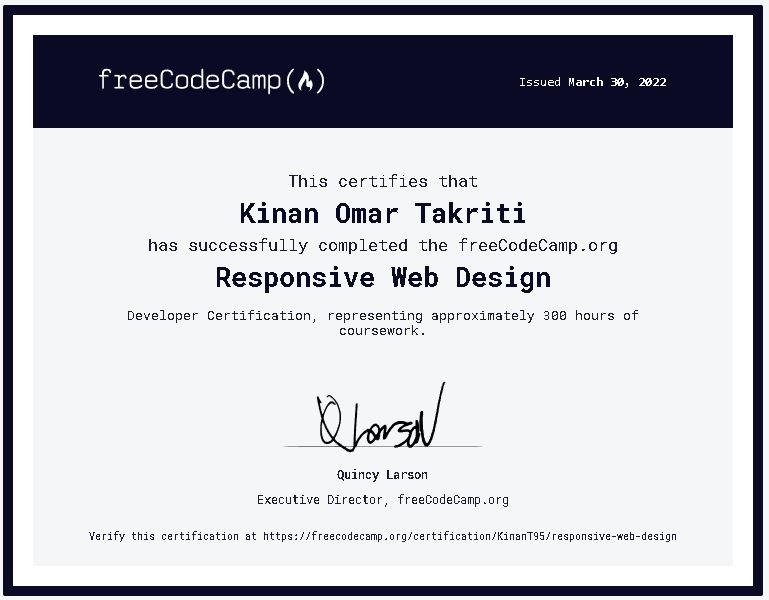 freeCodeCamp
Issued March 30, 2022
This certifies that
Kinan Omar Takriti
has successfully completed the freeCodeCamp.org
Responsive Web Design
Developer Certification, representing approximately 300 hours of
coursework.
Q Larson
Quincy Larson
Executive Director, freeCodeCamp.org
Verify this certification at https://freecodecamp.org/certification/KinanT95/responsive-web-design